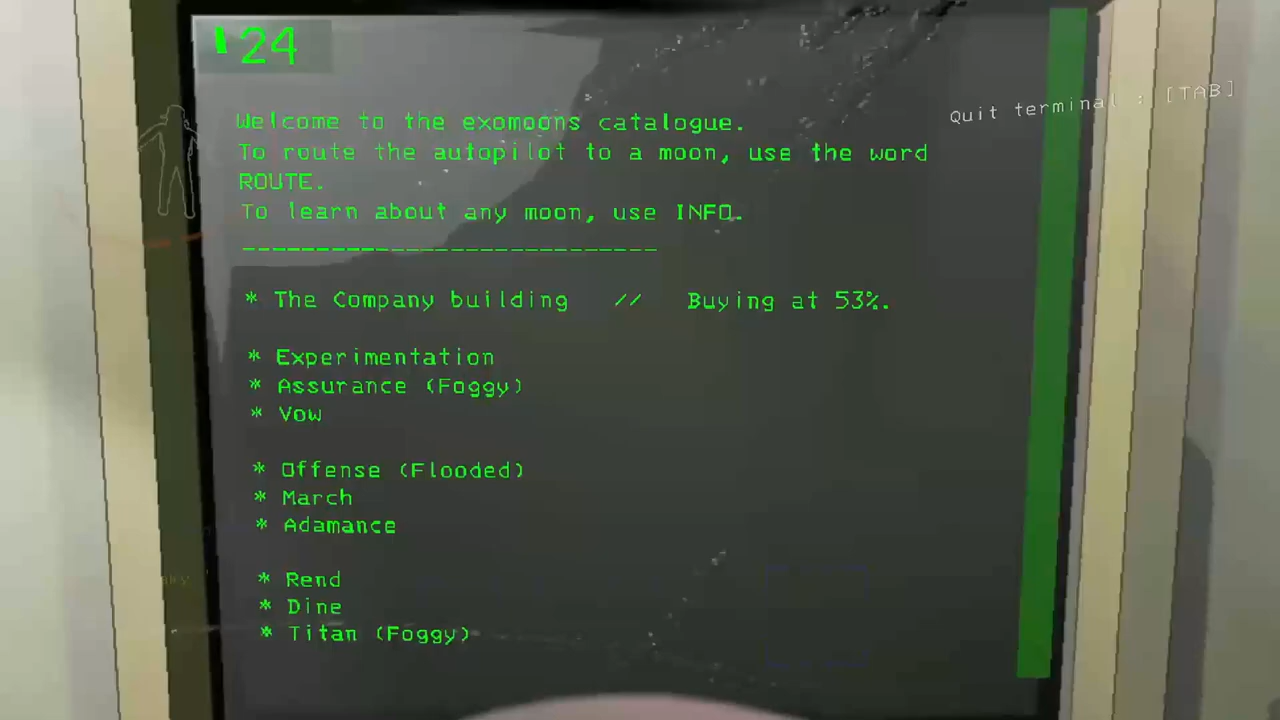 24
Welcome to the exomoons catalogue.
To route the autopilot to a moon, use the word
ROUTE.
To learn about any moon, use INFO.
----------------------------
* The Company building // Buying at 53%.
* Experimentation
* Assurance (Foggy)
* Vow
* Offense (Flooded)
* March
* Adamance
* Rend
* Dine
* Titan (Foggy)
Quit terminal : [TAB]